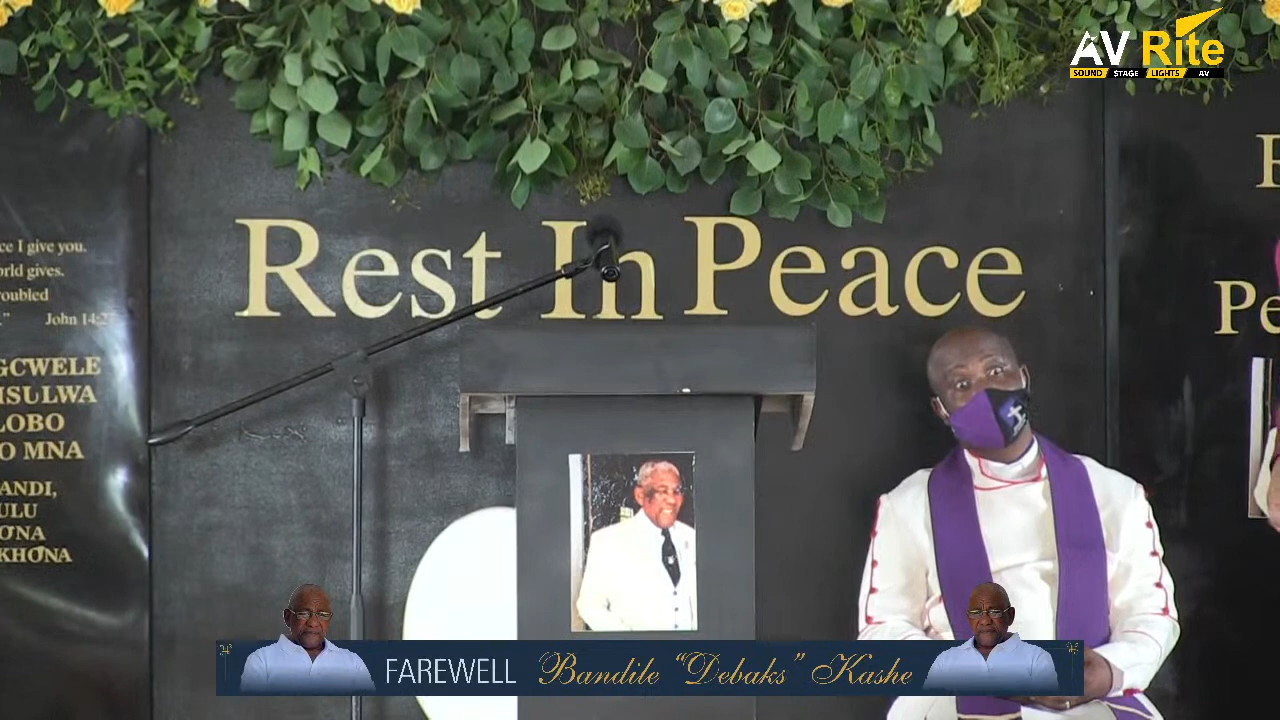 AV Rite
SOUND STAGE LIGHTS AV
Rest In Peace
ce I give you.
orld gives.
roubled
John 14:27
GCWELE
ISULWA
LOBO
O MNA
ANDI,
ULU
ONA
KHONA
Pe
FAREWELL Bandile "Debaks" Kashe